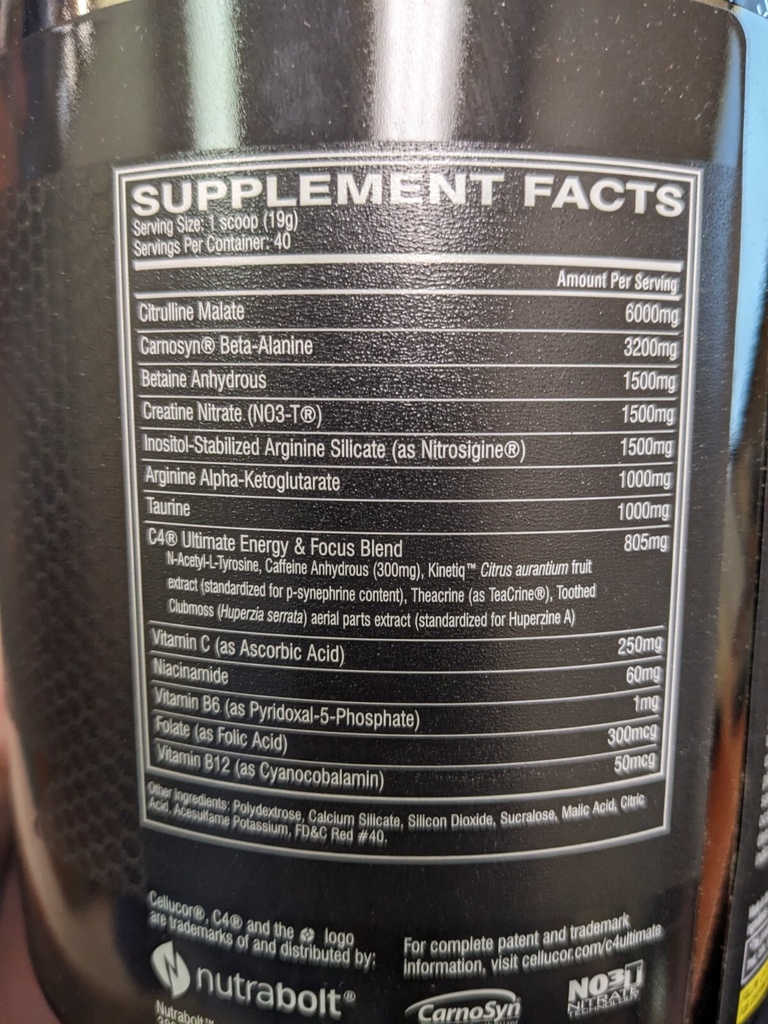 SUPPLEMENT FACTS
Serving Size: 1 scoop (19g)
Servings Per Container: 40
Amount Per Serving
Citrulline Malate 6000mg
Carnosyn® Beta-Alanine 3200mg
Betaine Anhydrous 1500mg
Creatine Nitrate (NO3-T®) 1500mg
Inositol-Stabilized Arginine Silicate (as Nitrosigine®) 1500mg
Arginine Alpha-Ketoglutarate 1000mg
Taurine 1000mg
C4® Ultimate Energy & Focus Blend 805mg
N-Acetyl-L-Tyrosine, Caffeine Anhydrous (300mg), Kinetiq™ Citrus aurantium fruit
extract (standardized for p-synephrine content), Theacrine (as TeaCrine®), Toothed
Clubmoss (Huperzia serrata) aerial parts extract (standardized for Huperzine A)
Vitamin C (as Ascorbic Acid) 250mg
Niacinamide 60mg
Vitamin B6 (as Pyridoxal-5-Phosphate) 1mg
Folate (as Folic Acid) 300mcg
Vitamin B12 (as Cyanocobalamin) 50mcg
Other Ingredients: Polydextrose, Calcium Silicate, Silicon Dioxide, Sucralose, Malic Acid, Citric
Acid, Acesulfame Potassium, FD&C Red #40.
Cellucor®, C4® and the logo
are trademarks of and distributed by:
nutrabolt®
Nutrabolt™
For complete patent and trademark
information, visit cellucor.com/c4ultimate
CarnoSyn
NO3T
NITRATE
TECHNOLOGY